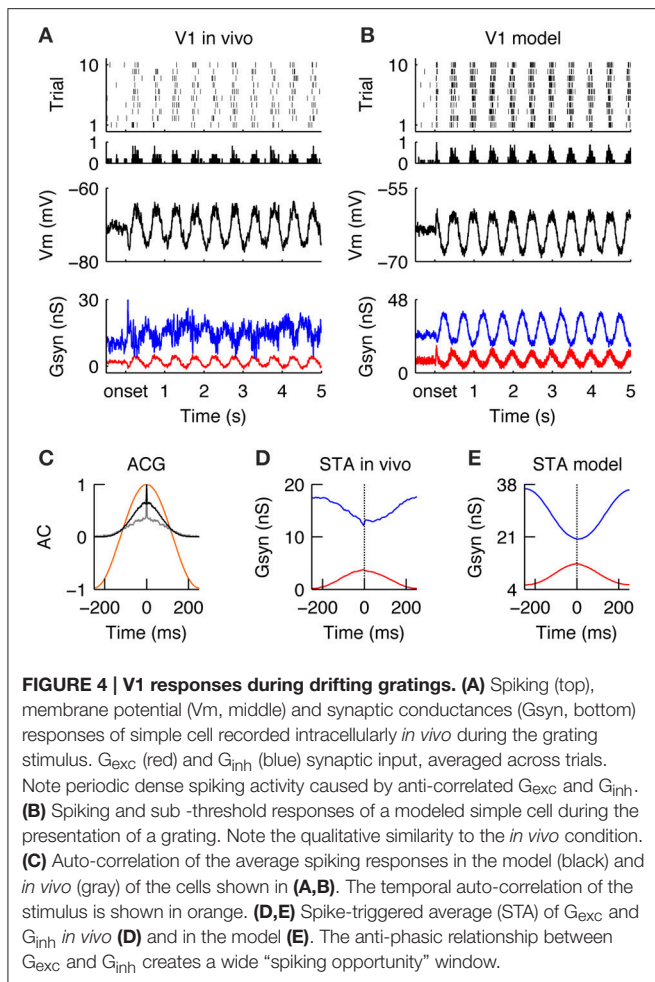 A
V1 in vivo
B
V1 model
10
Trial
1
1
0
−60
Vm (mV)
−80
30
Gsyn (nS)
0
onset 1 2 3 4 5
Time (s)
10
Trial
1
1
0
−55
Vm (mV)
−70
48
Gsyn (nS)
0
onset 1 2 3 4 5
Time (s)
C
ACG
1
AC
0
−1
−200 0 200
Time (ms)
D
STA in vivo
20
Gsyn (nS)
10
0
−200 0 200
Time (ms)
E
STA model
38
Gsyn (nS)
21
4
−200 0 200
Time (ms)
FIGURE 4 | V1 responses during drifting gratings. (A) Spiking (top),
membrane potential (Vm, middle) and synaptic conductances (Gsyn, bottom)
responses of simple cell recorded intracellularly in vivo during the grating
stimulus. Gexc (red) and Ginh (blue) synaptic input, averaged across trials.
Note periodic dense spiking activity caused by anti-correlated Gexc and Ginh.
(B) Spiking and sub -threshold responses of a modeled simple cell during the
presentation of a grating. Note the qualitative similarity to the in vivo condition.
(C) Auto-correlation of the average spiking responses in the model (black) and
in vivo (gray) of the cells shown in (A,B). The temporal auto-correlation of the
stimulus is shown in orange. (D,E) Spike-triggered average (STA) of Gexc and
Ginh in vivo (D) and in the model (E). The anti-phasic relationship between
Gexc and Ginh creates a wide “spiking opportunity” window.